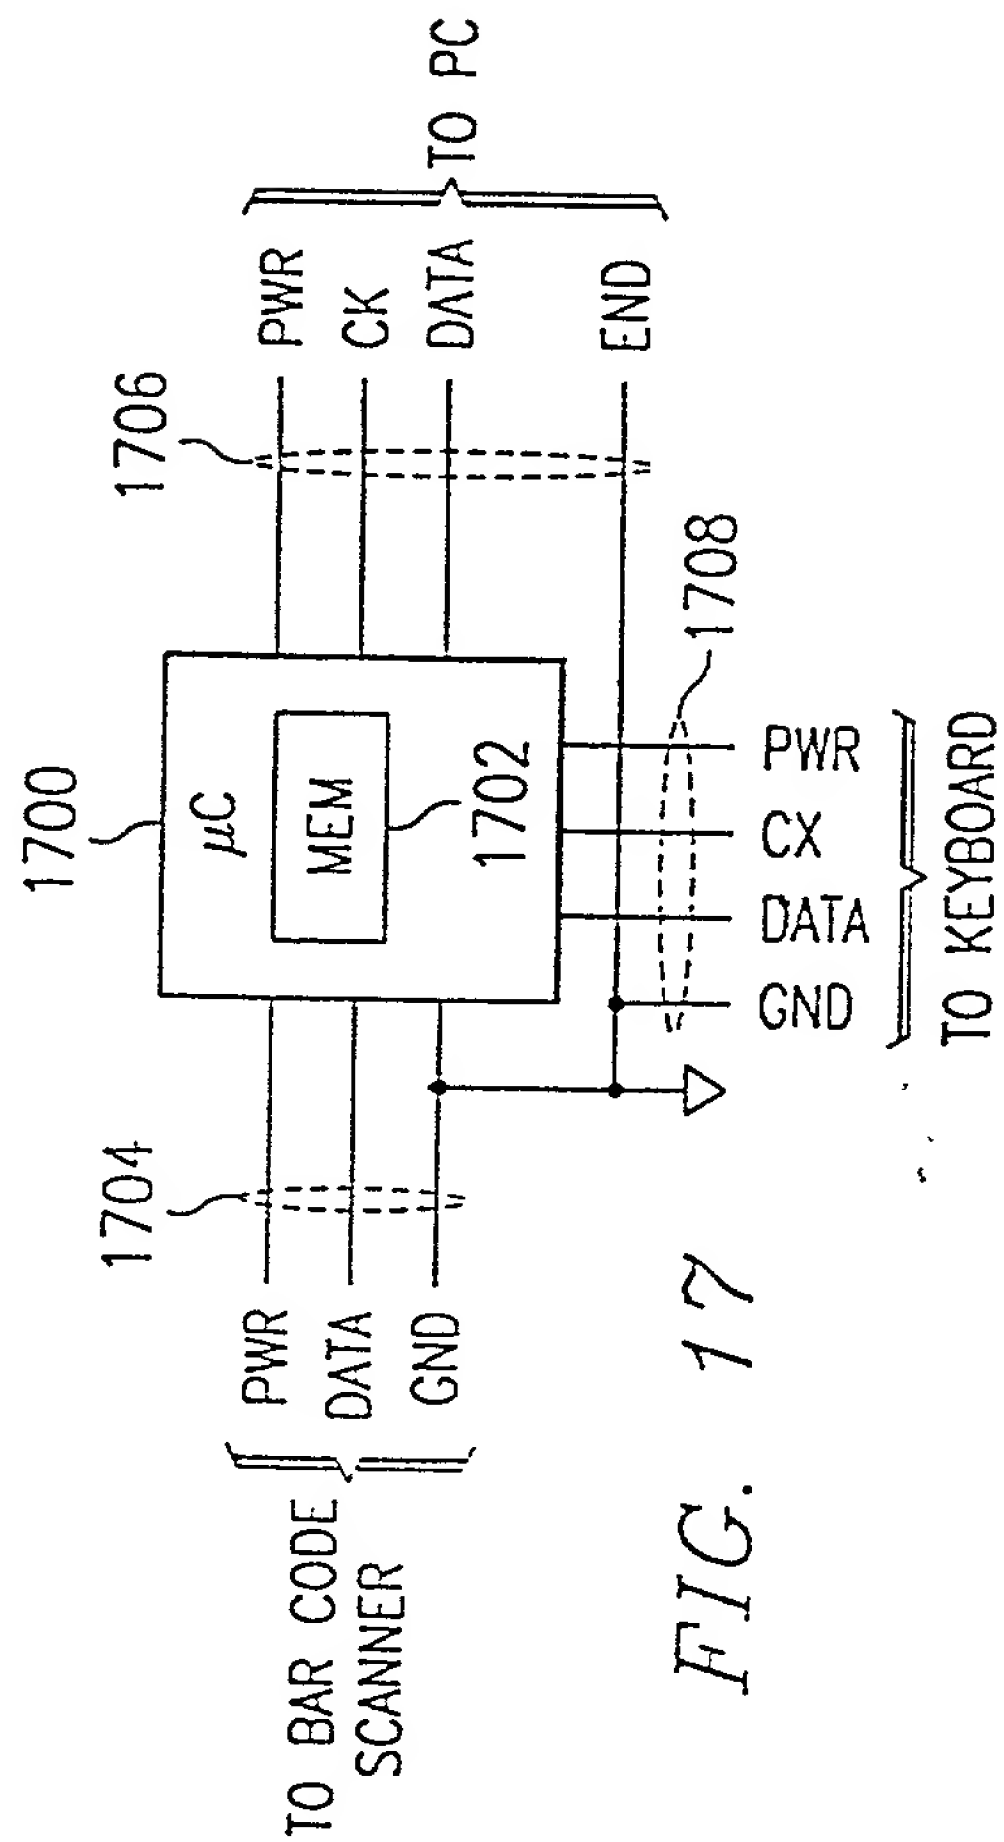 1700
μC
MEM
1702
1704
PWR
DATA
GND
TO BAR CODE
SCANNER
1706
PWR
CK
DATA
END
TO PC
1708
GND
DATA
CX
PWR
TO KEYBOARD
FIG. 17